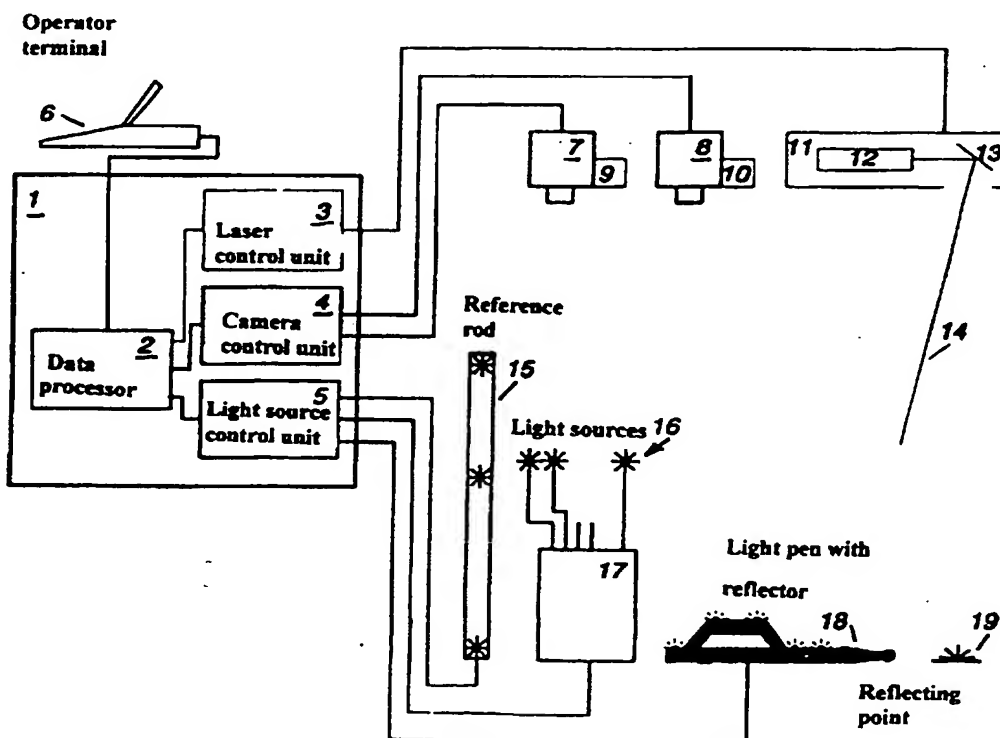 Operator
terminal
6
1
3
Laser
control unit
4
Camera
control unit
2
Data
processor
5
Light source
control unit
7
9
8
10
11
12
13
14
Reference
rod
15
Light sources 16
17
Light pen with
reflector
18
19
Reflecting
point